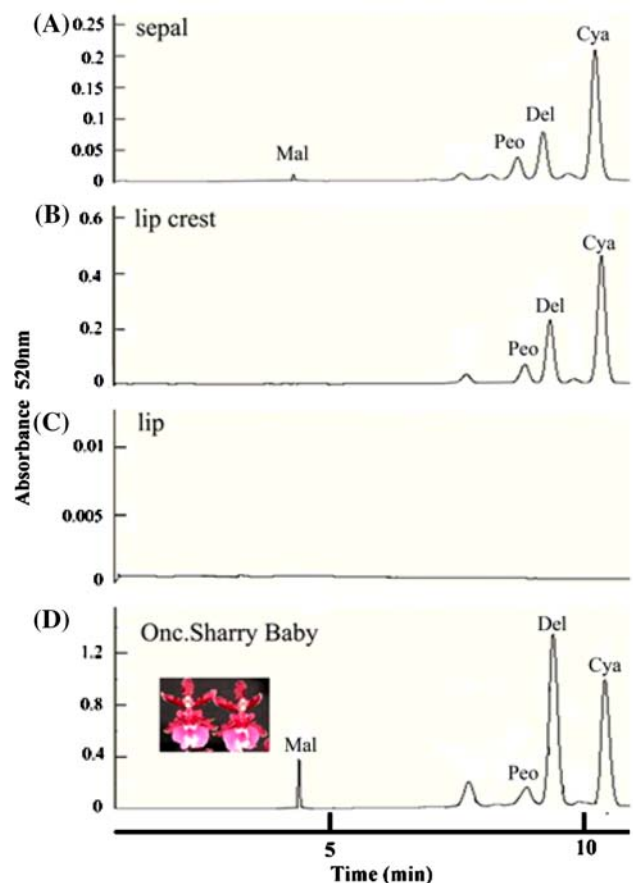 (A) sepal
0.25
0.2
0.15
0.1
0.05
0
Mal
Peo
Del
Cya
(B) lip crest
0.6
0.4
0.2
0
Peo
Del
Cya
(C) lip
0.01
0.005
0
(D) Onc.Sharry Baby
1.2
0.8
0.4
0
Mal
Peo
Del
Cya
Absorbance 520nm
5
10
Time (min)